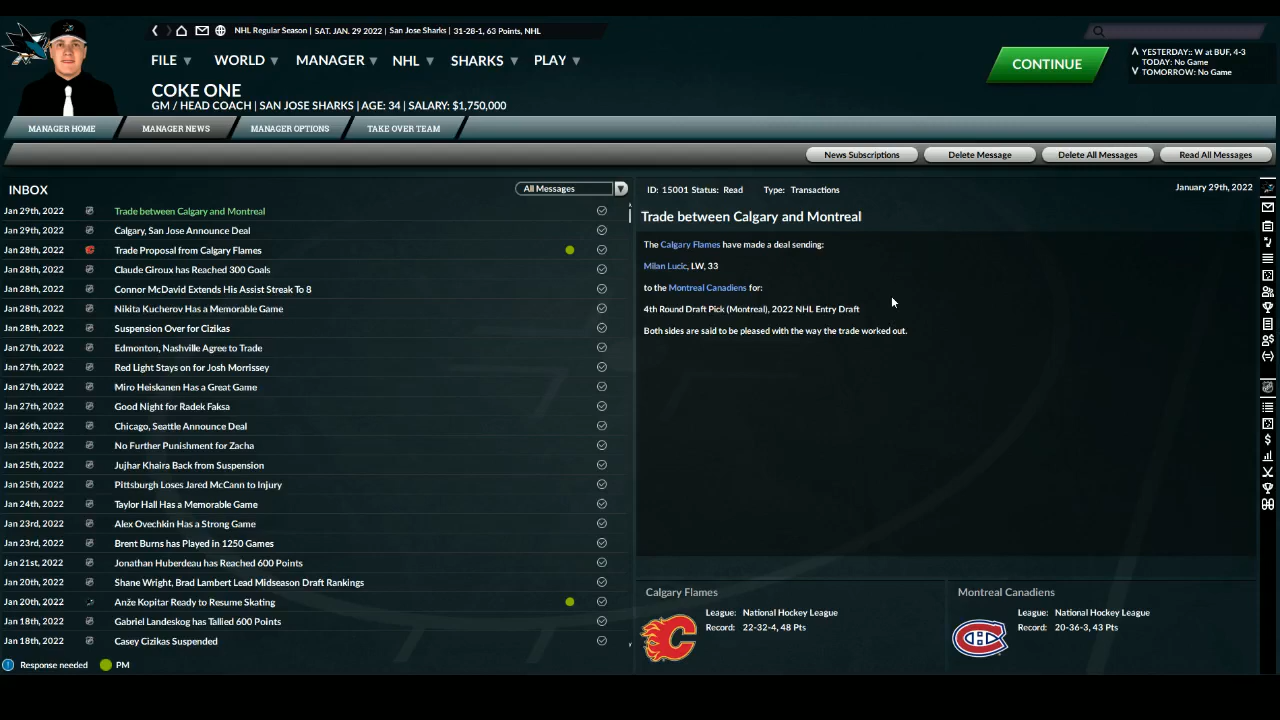 NHL Regular Season | SAT. JAN. 29 2022 | San Jose Sharks | 31-28-1, 63 Points, NHL
FILE WORLD MANAGER NHL SHARKS PLAY
CONTINUE
YESTERDAY:: W at BUF, 4-3
TODAY: No Game
TOMORROW: No Game
COKE ONE
GM / HEAD COACH | SAN JOSE SHARKS | AGE: 34 | SALARY: $1,750,000
MANAGER HOME MANAGER NEWS MANAGER OPTIONS TAKE OVER TEAM
News Subscriptions Delete Message Delete All Messages Read All Messages
INBOX
All Messages
Jan 29th, 2022 Trade between Calgary and Montreal
Jan 29th, 2022 Calgary, San Jose Announce Deal
Jan 28th, 2022 Trade Proposal from Calgary Flames
Jan 28th, 2022 Claude Giroux has Reached 300 Goals
Jan 28th, 2022 Connor McDavid Extends His Assist Streak To 8
Jan 28th, 2022 Nikita Kucherov Has a Memorable Game
Jan 28th, 2022 Suspension Over for Cizikas
Jan 27th, 2022 Edmonton, Nashville Agree to Trade
Jan 27th, 2022 Red Light Stays on for Josh Morrissey
Jan 27th, 2022 Miro Heiskanen Has a Great Game
Jan 27th, 2022 Good Night for Radek Faksa
Jan 26th, 2022 Chicago, Seattle Announce Deal
Jan 25th, 2022 No Further Punishment for Zacha
Jan 25th, 2022 Jujhar Khaira Back from Suspension
Jan 25th, 2022 Pittsburgh Loses Jared McCann to Injury
Jan 24th, 2022 Taylor Hall Has a Memorable Game
Jan 23rd, 2022 Alex Ovechkin Has a Strong Game
Jan 23rd, 2022 Brent Burns has Played in 1250 Games
Jan 21st, 2022 Jonathan Huberdeau has Reached 600 Points
Jan 20th, 2022 Shane Wright, Brad Lambert Lead Midseason Draft Rankings
Jan 20th, 2022 Anže Kopitar Ready to Resume Skating
Jan 18th, 2022 Gabriel Landeskog has Tallied 600 Points
Jan 18th, 2022 Casey Cizikas Suspended
Response needed PM
ID: 15001 Status: Read Type: Transactions
January 29th, 2022
Trade between Calgary and Montreal
The Calgary Flames have made a deal sending:
Milan Lucic, LW, 33
to the Montreal Canadiens for:
4th Round Draft Pick (Montreal), 2022 NHL Entry Draft
Both sides are said to be pleased with the way the trade worked out.
Calgary Flames
League: National Hockey League
Record: 22-32-4, 48 Pts
Montreal Canadiens
League: National Hockey League
Record: 20-36-3, 43 Pts